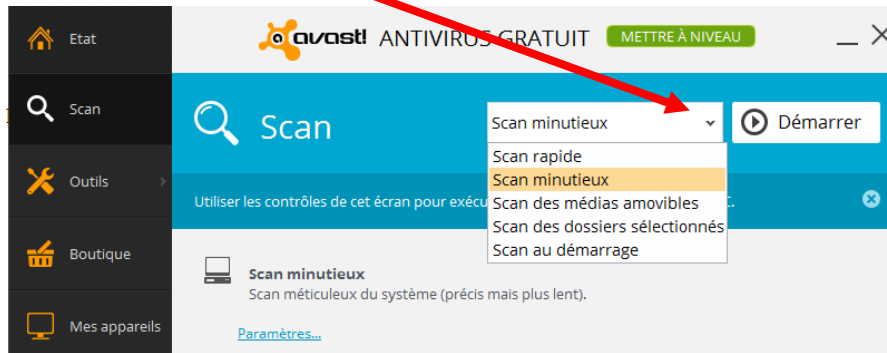 Etat
avast! ANTIVIRUS GRATUIT METTRE À NIVEAU
Scan
Scan
Scan minutieux
Démarrer
Scan rapide
Scan minutieux
Scan des médias amovibles
Scan des dossiers sélectionnés
Scan au démarrage
Outils
Utiliser les contrôles de cet écran pour
Boutique
Scan minutieux
Scan méticuleux du système (précis mais plus lent).
Mes appareils
Paramètres...